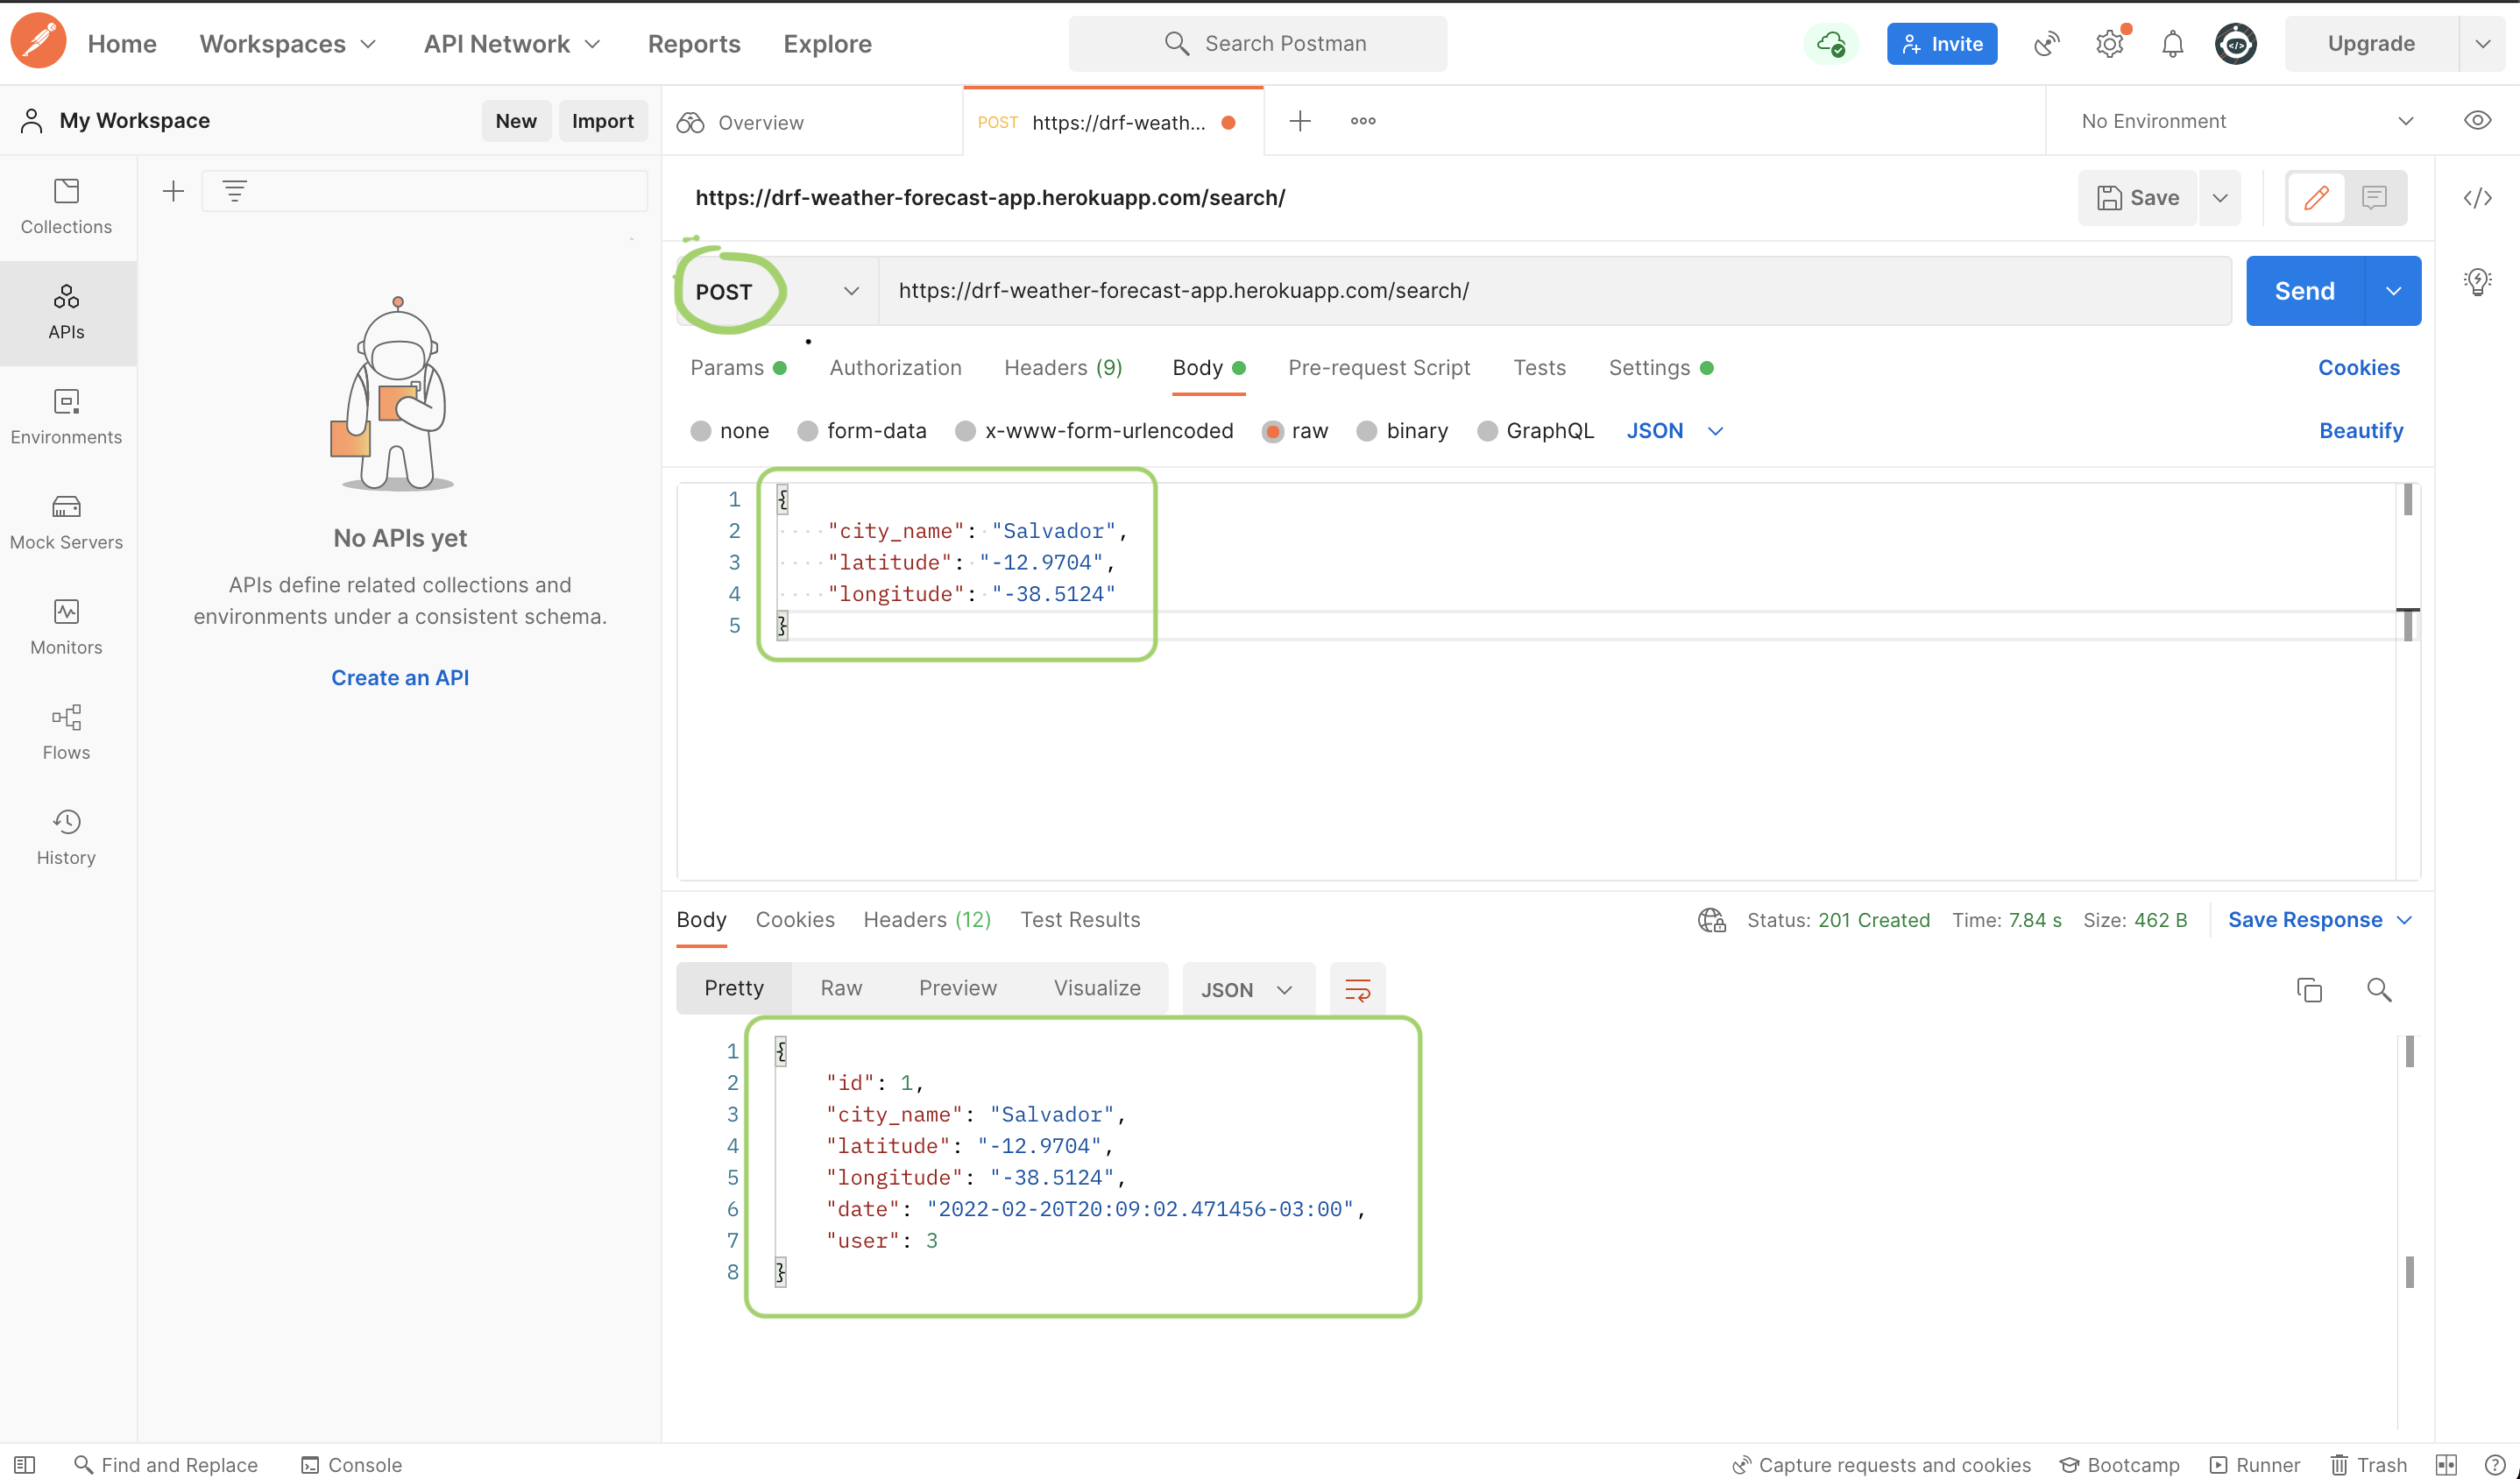 Home Workspaces API Network Reports Explore Search Postman Invite Upgrade
My Workspace New Import Overview POST https://drf-weath... No Environment
Collections
APIs
Environments
Mock Servers
Monitors
Flows
History
No APIs yet
APIs define related collections and
environments under a consistent schema.
Create an API
https://drf-weather-forecast-app.herokuapp.com/search/ Save
POST https://drf-weather-forecast-app.herokuapp.com/search/ Send
Params Authorization Headers (9) Body Pre-request Script Tests Settings Cookies
none form-data x-www-form-urlencoded raw binary GraphQL JSON Beautify
1 {
2 "city_name": "Salvador",
3 "latitude": "-12.9704",
4 "longitude": "-38.5124"
5 }
Body Cookies Headers (12) Test Results Status: 201 Created Time: 7.84 s Size: 462 B Save Response
Pretty Raw Preview Visualize JSON
1 {
2 "id": 1,
3 "city_name": "Salvador",
4 "latitude": "-12.9704",
5 "longitude": "-38.5124",
6 "date": "2022-02-20T20:09:02.471456-03:00",
7 "user": 3
8 }
Find and Replace Console Capture requests and cookies Bootcamp Runner Trash